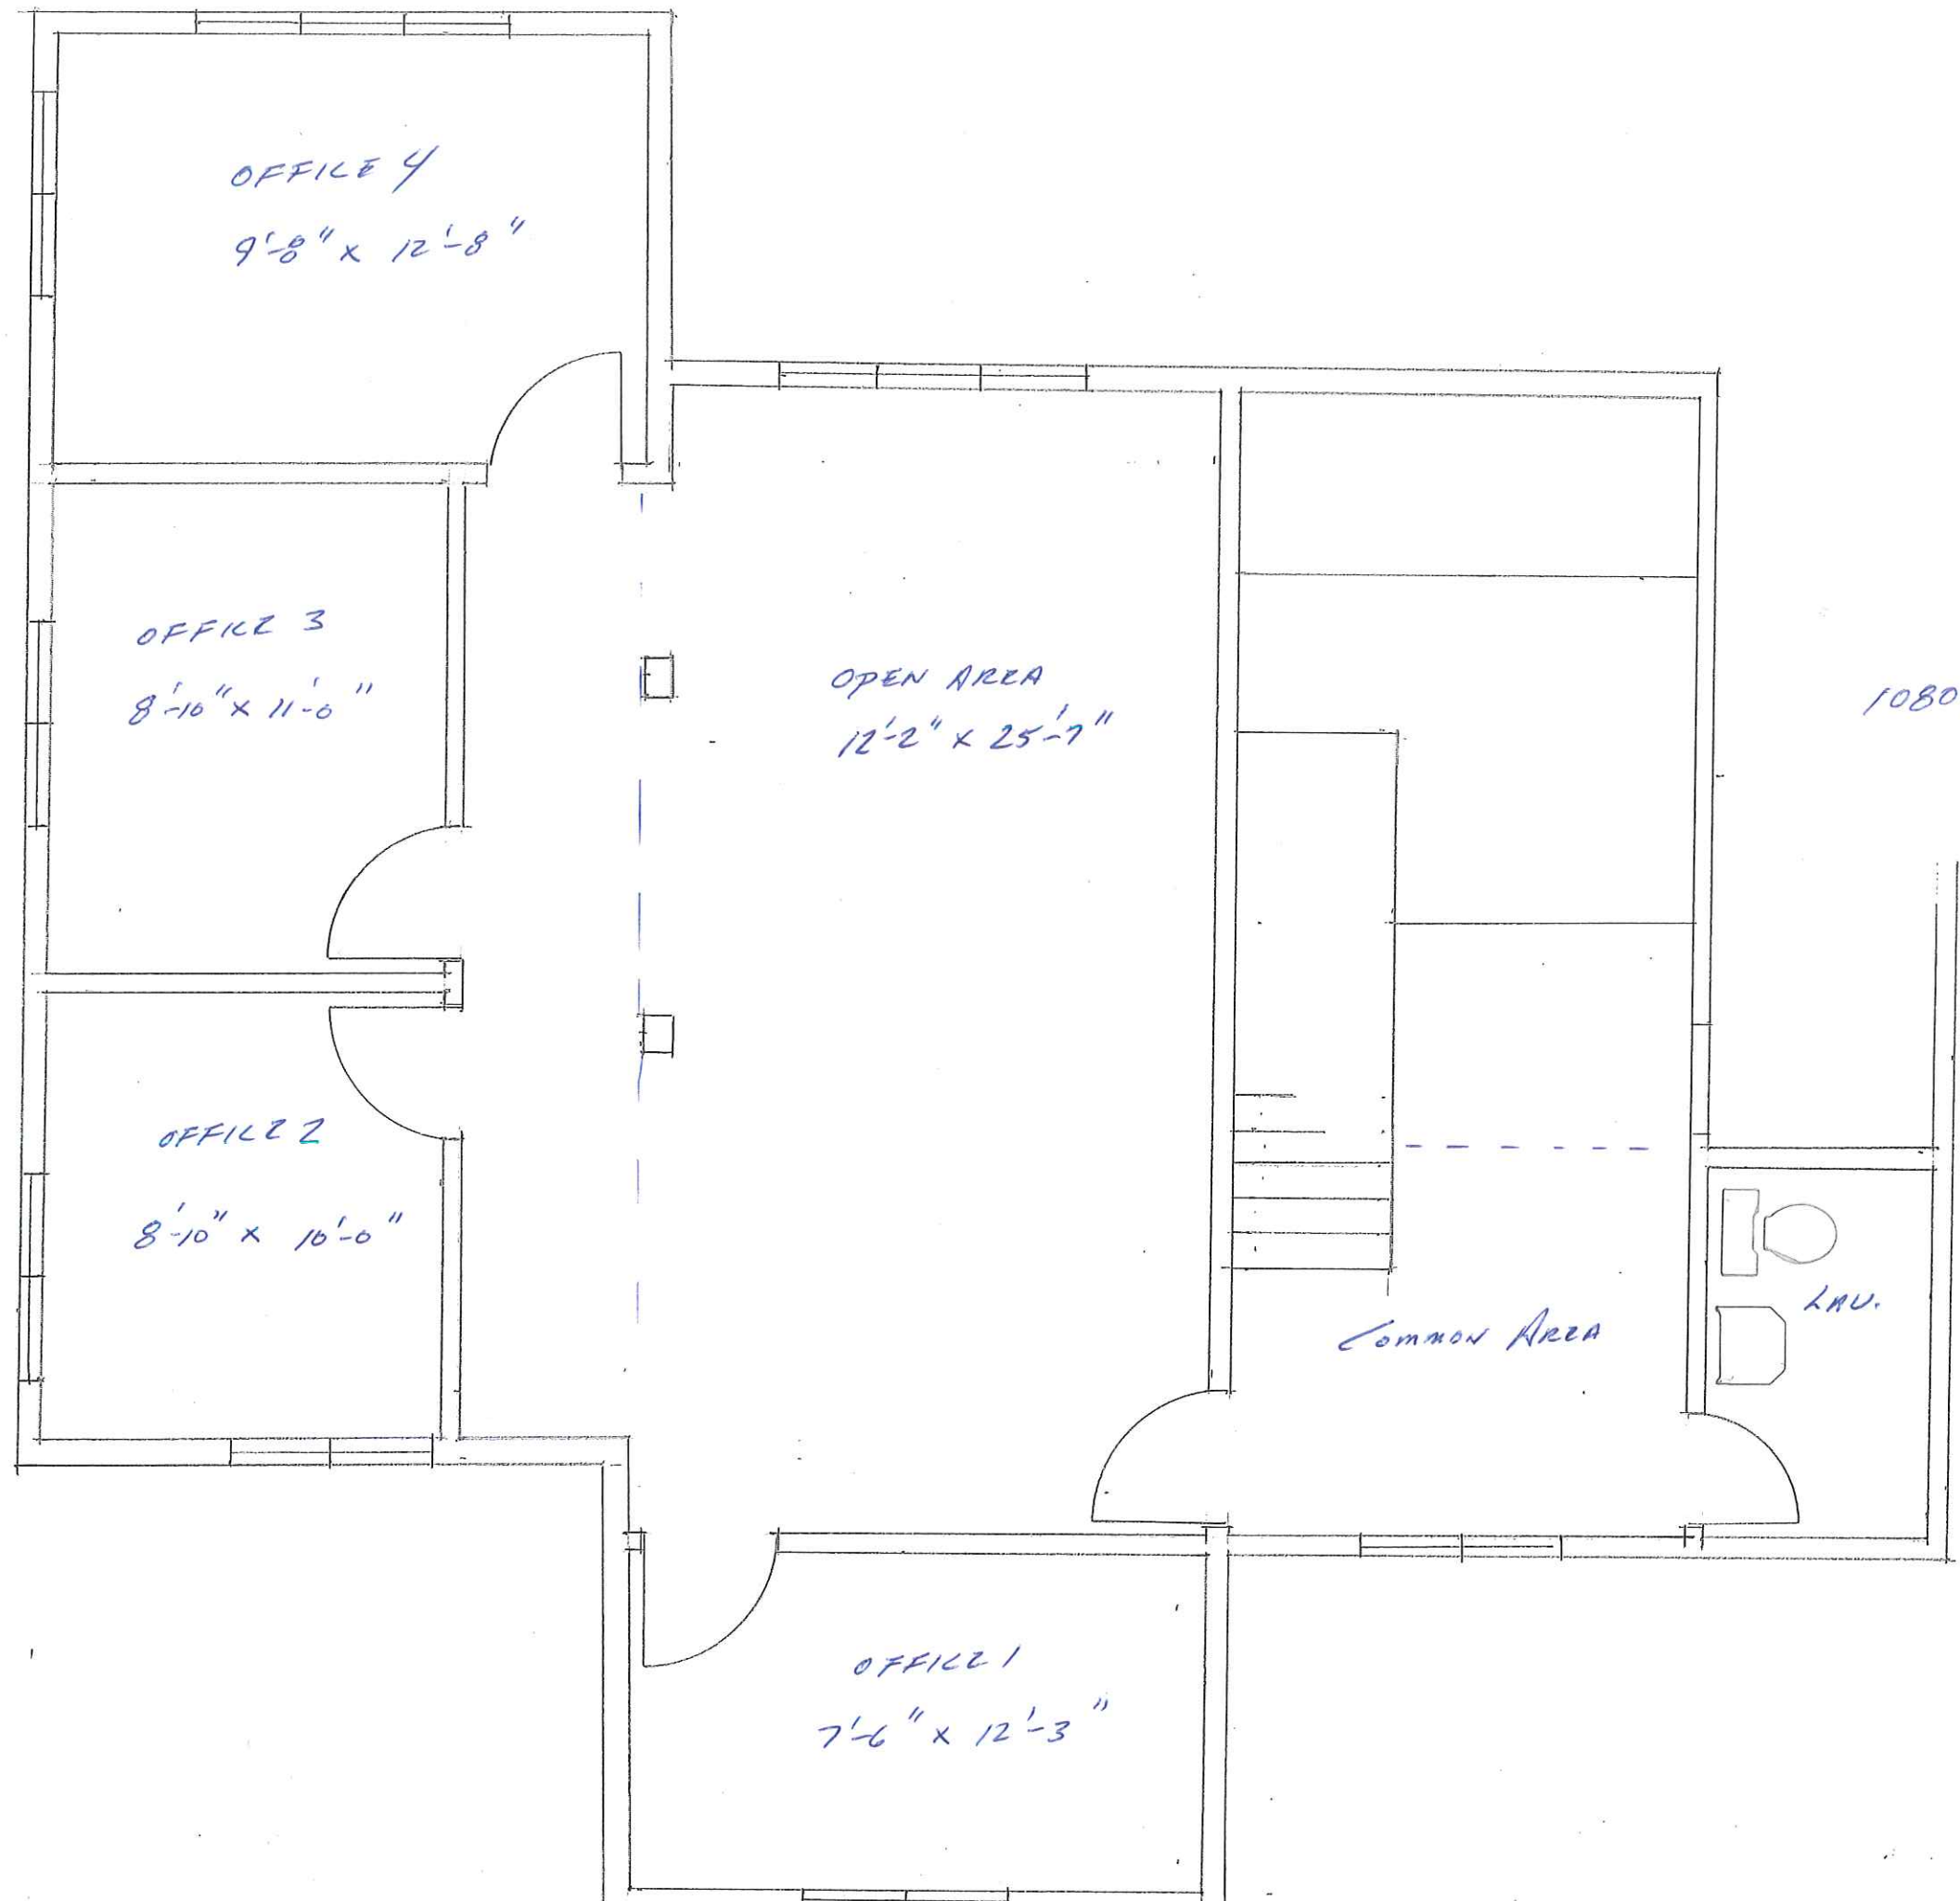 OFFICE 4
9'-8" x 12'-8"
OFFICE 3
8'-10" x 11'-0"
OPEN AREA
12'-2" x 25'-7"
1080
OFFICE 2
8'-10" x 10'-0"
LAV.
COMMON AREA
OFFICE 1
7'-6" x 12'-3"